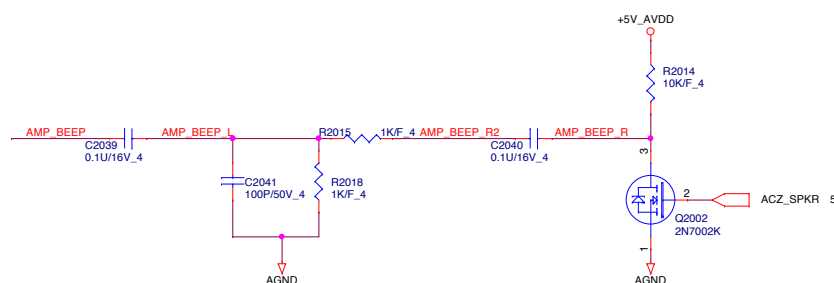 +5V_AVDD
R2014
10K/F_4
AMP_BEEP
AMP_BEEP_L
R2015
1K/F_4
AMP_BEEP_R2
AMP_BEEP_R
C2039
0.1U/16V_4
C2040
0.1U/16V_4
3
C2041
100P/50V_4
R2018
1K/F_4
2
ACZ_SPKR 5
Q2002
2N7002K
1
AGND
AGND